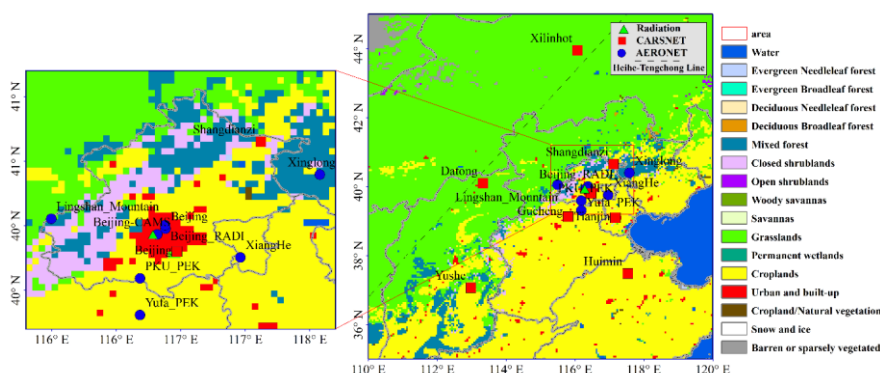 41° N
41° N
40° N
40° N
116° E
116° E
117° E
117° E
118° E
Shangdianzi
Xinglong
Lingshan_Mountain
Beijing
Beijing-CAMS
Beijing_RADI
XiangHe
PKU_PEK
Yufa_PEK
44° N
42° N
40° N
38° N
36° N
110° E
112° E
114° E
116° E
118° E
120° E
Xilinhot
Radiation
CARSNET
AERONET
Heihe-Tengchong Line
Shangdianzi
Xinglong
Datong
Beijing_RADI
XiangHe
Lingshan_Mountain
Yufa_PEK
Gucheng
Tianjin
Huimin
Yushe
area
Water
Evergreen Needleleaf forest
Evergreen Broadleaf forest
Deciduous Needleleaf forest
Deciduous Broadleaf forest
Mixed forest
Closed shrublands
Open shrublands
Woody savannas
Savannas
Grasslands
Permanent wetlands
Croplands
Urban and built-up
Cropland/Natural vegetation
Snow and ice
Barren or sparsely vegetated